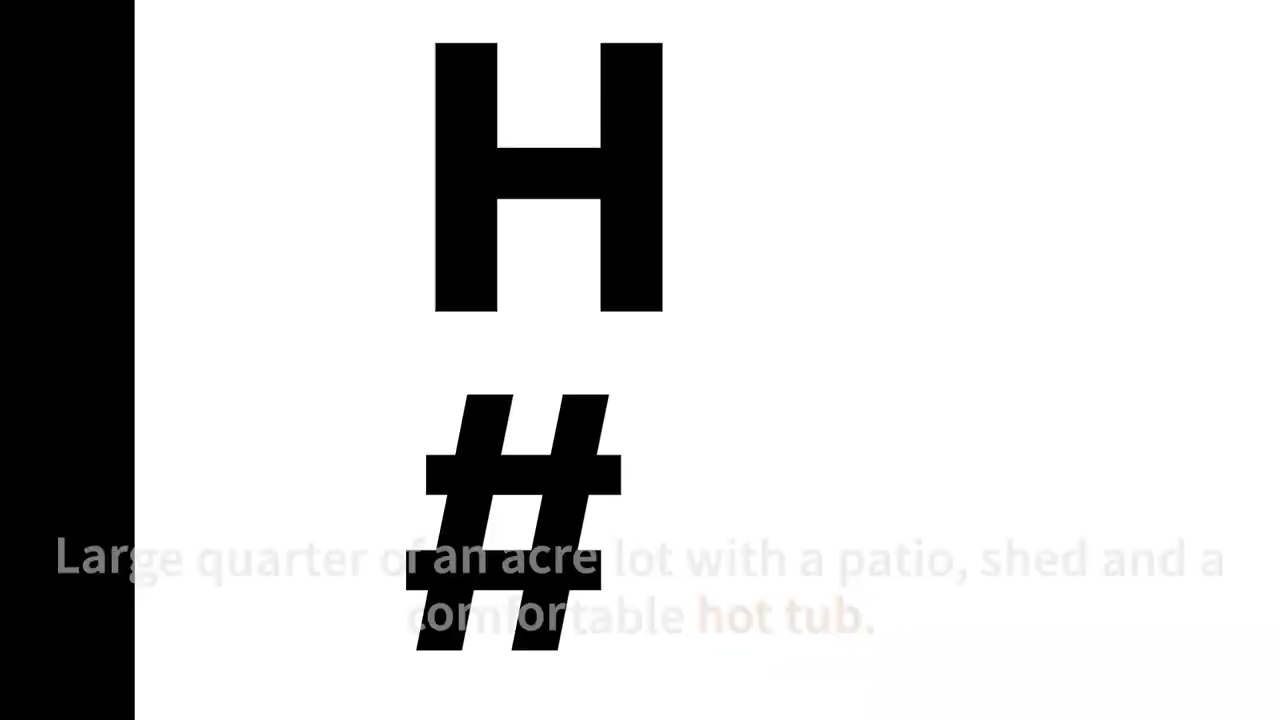 H
#
Large quarter of an acre lot with a patio, shed and a
comfortable hot tub.